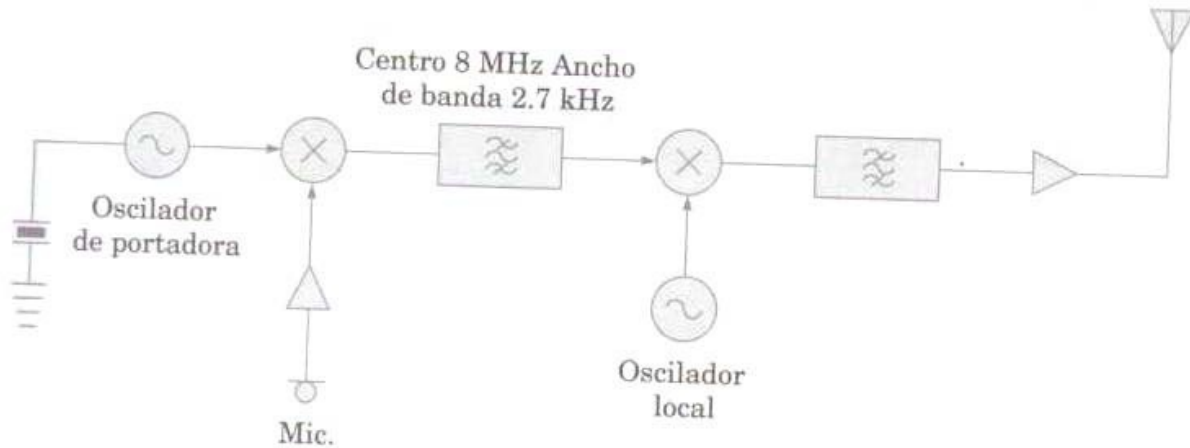 Centro 8 MHz Ancho
de banda 2.7 kHz
Oscilador
de portadora
Mic.
Oscilador
local